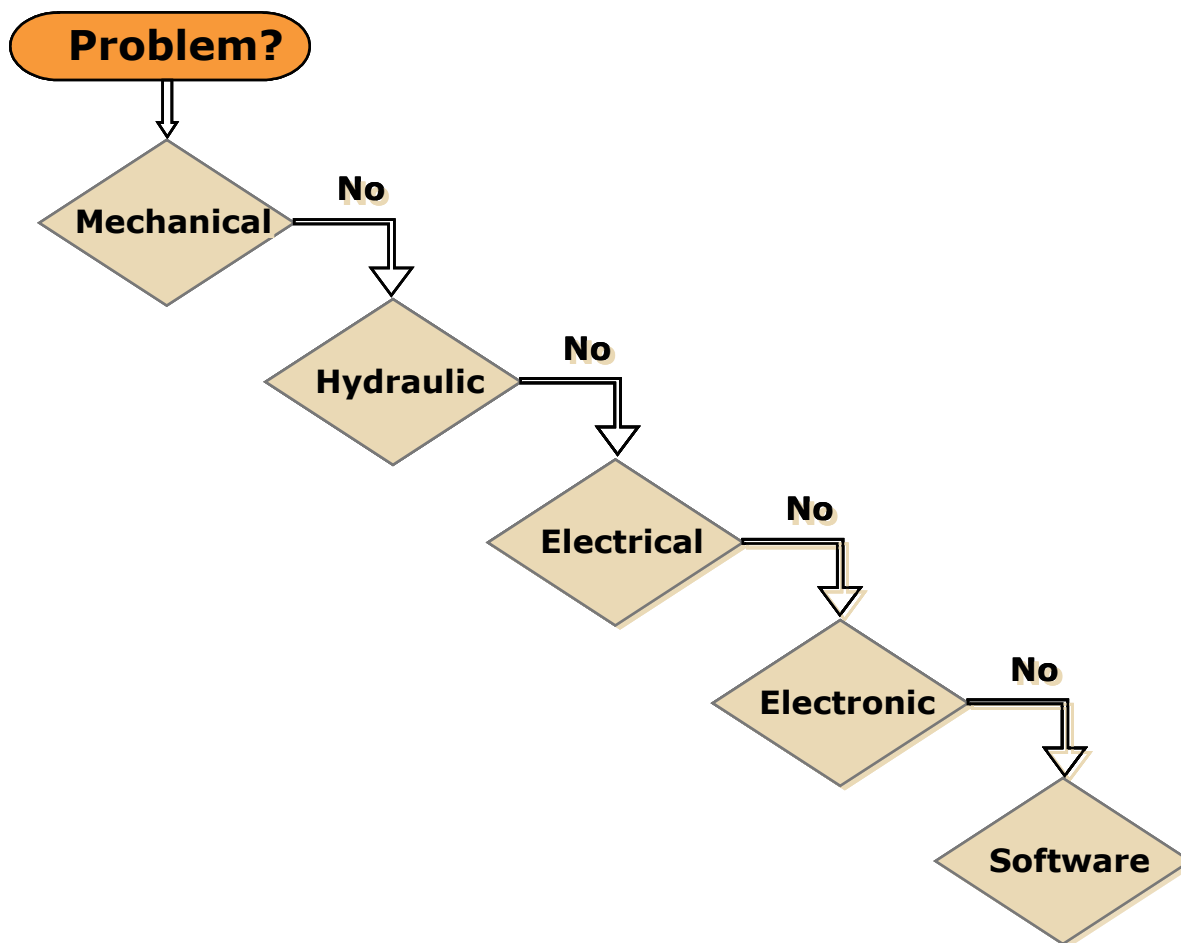 Problem?
Mechanical
No
Hydraulic
No
Electrical
No
Electronic
No
Software